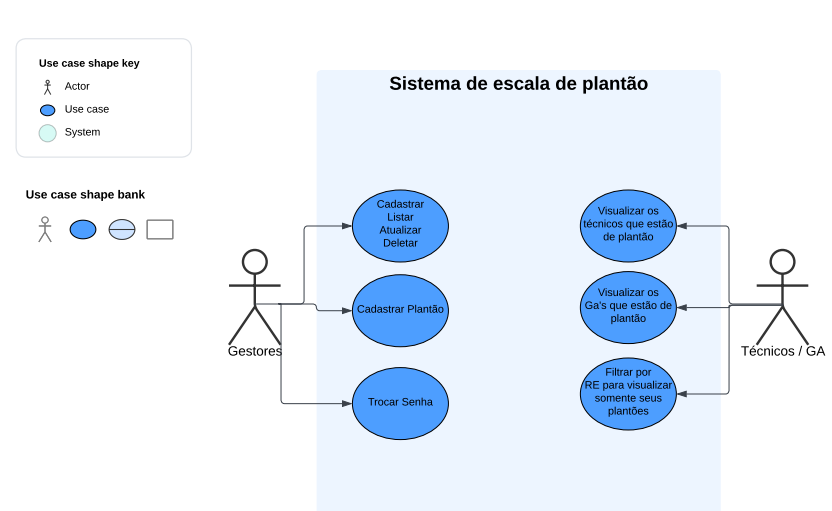 Use case shape key
Actor
Use case
System
Use case shape bank
Sistema de escala de plantão
Cadastrar
Listar
Atualizar
Deletar
Cadastrar Plantão
Trocar Senha
Gestores
Visualizar os
técnicos que estão
de plantão
Visualizar os
Ga's que estão de
plantão
Filtrar por
RE para visualizar
somente seus
plantões
Técnicos / GA